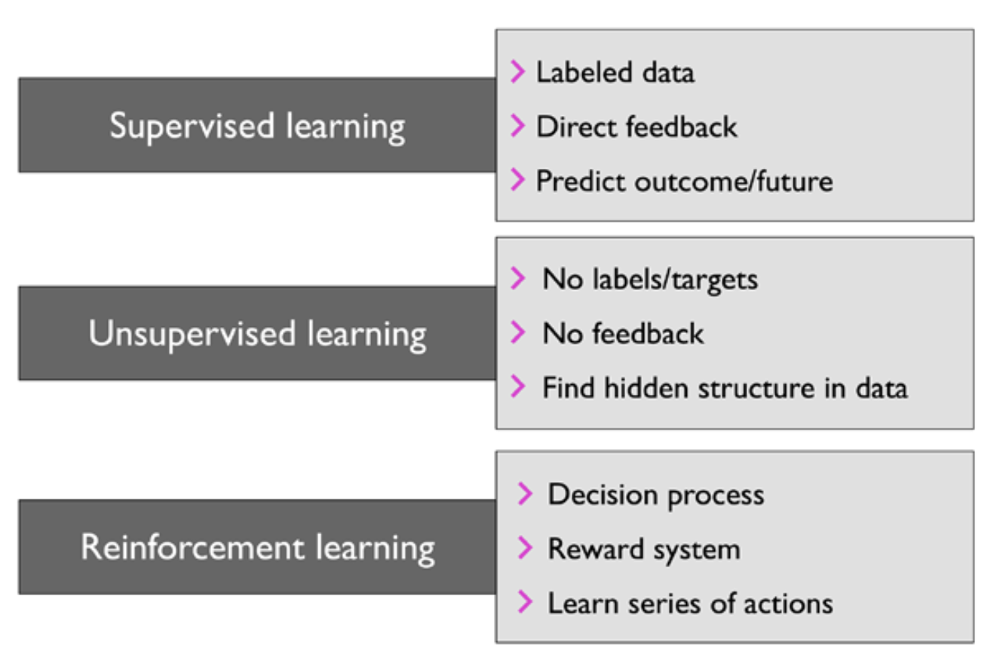 Supervised learning
Labeled data
Direct feedback
Predict outcome/future
Unsupervised learning
No labels/targets
No feedback
Find hidden structure in data
Reinforcement learning
Decision process
Reward system
Learn series of actions